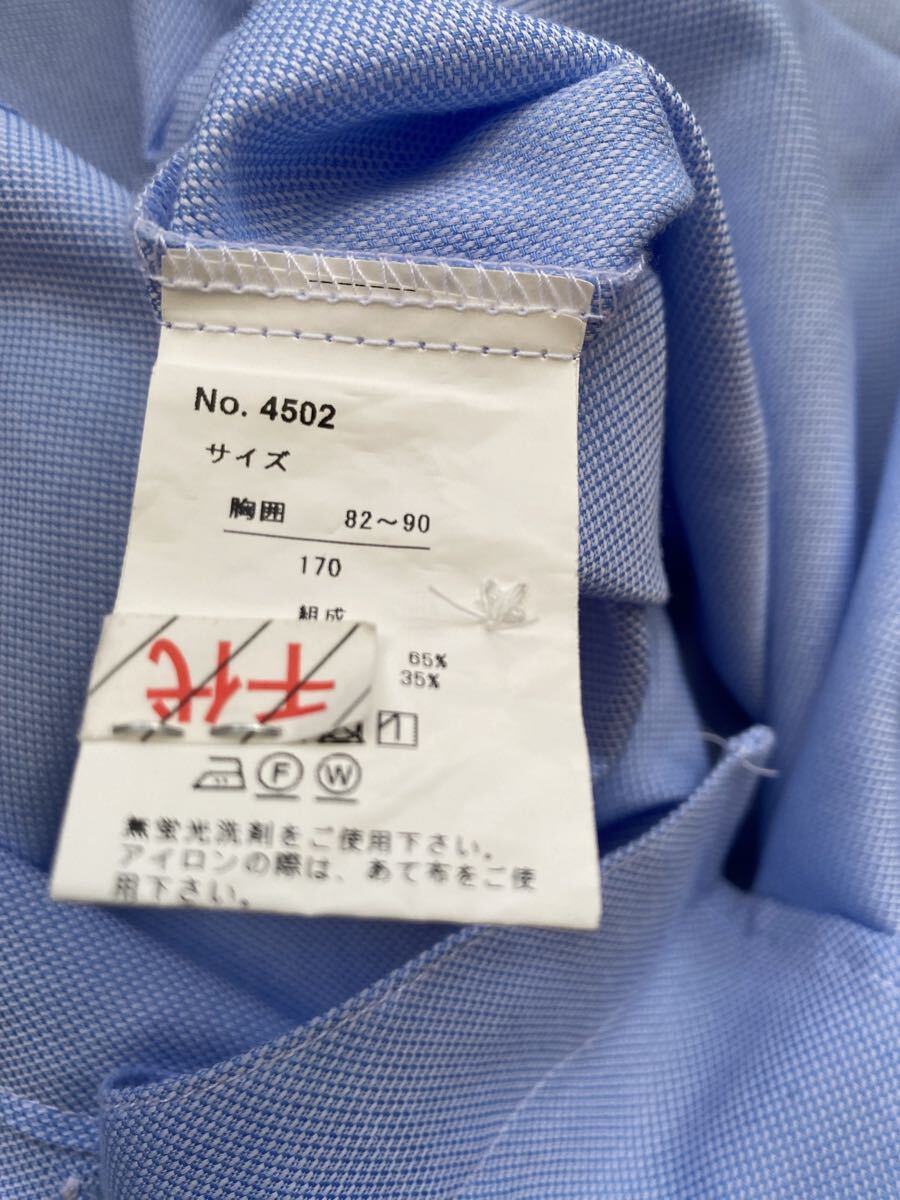 No. 4502
サイズ
胸囲 82～90
170
組成
65%
35%
千代
F W
無蛍光洗剤をご使用下さい。
アイロンの際は、あて布をご使
用下さい。